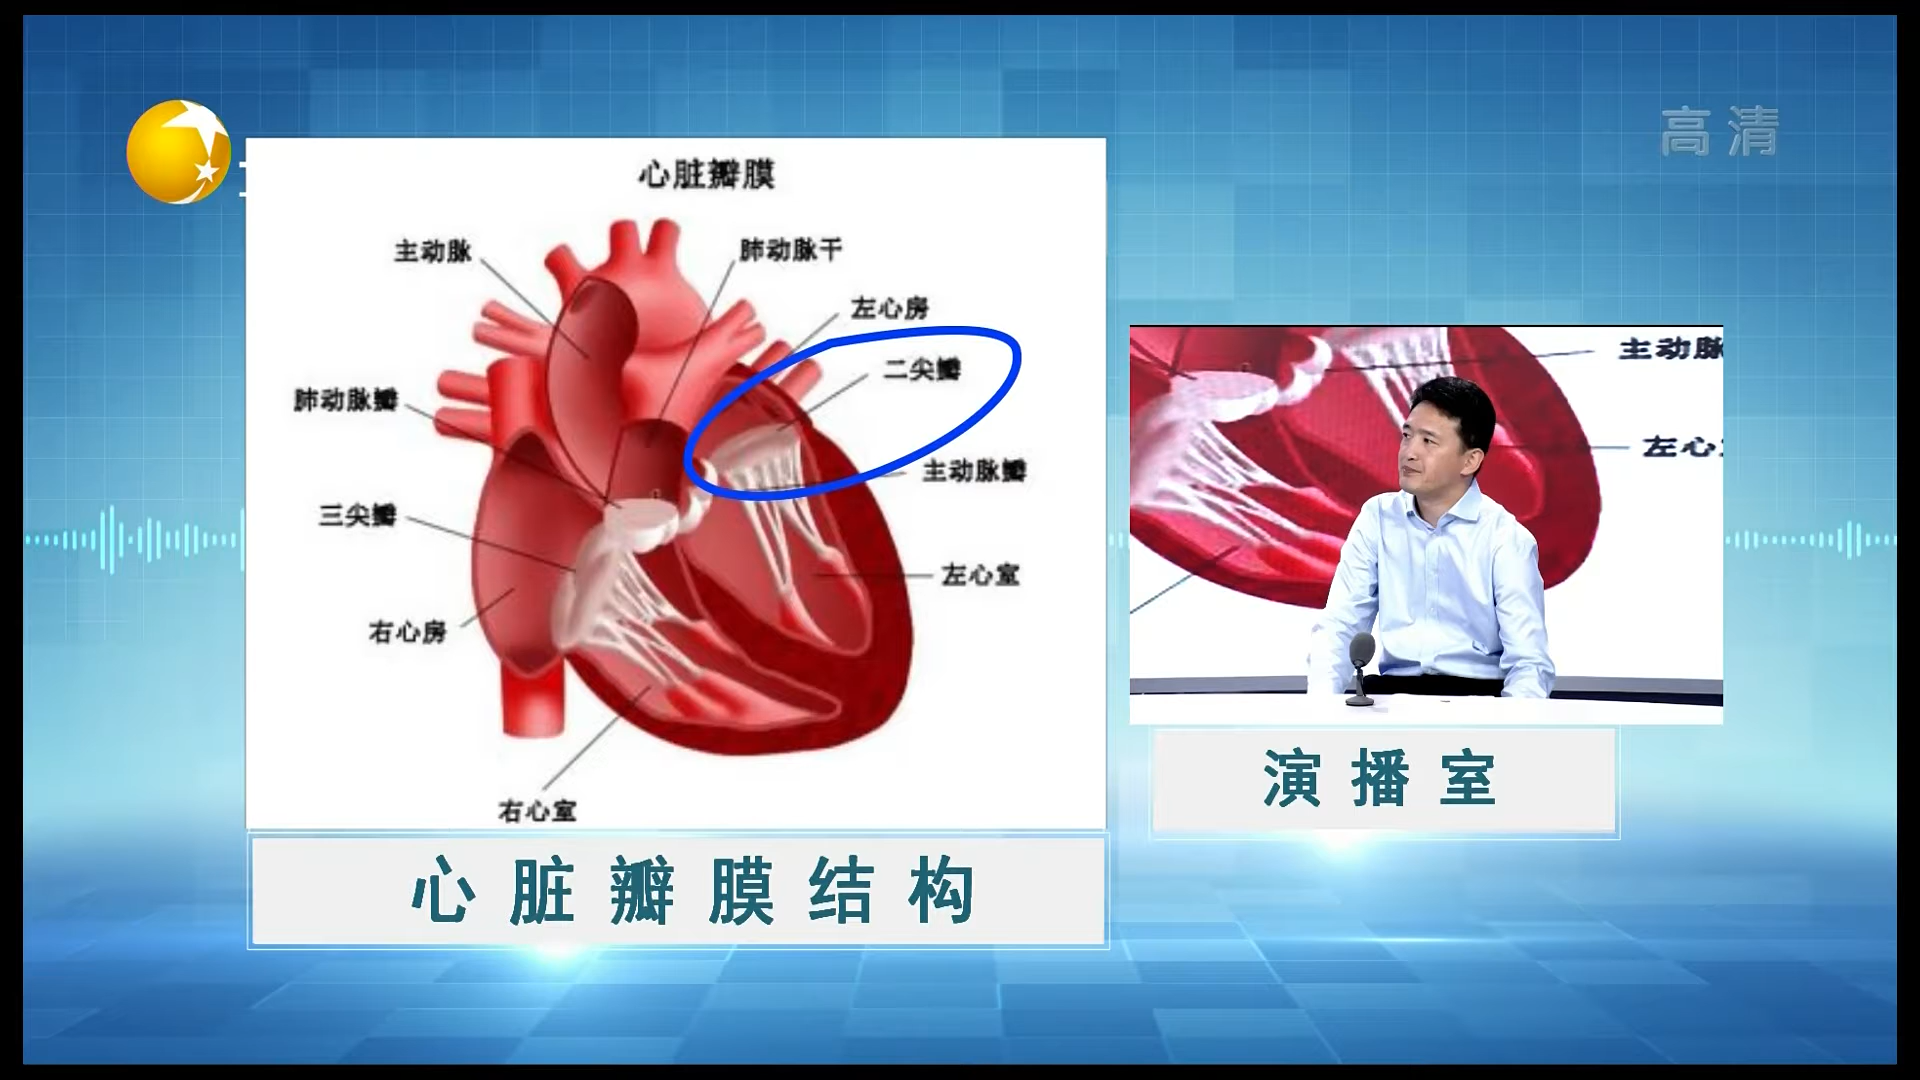 高清
心脏瓣膜
主动脉
肺动脉干
左心房
二尖瓣
肺动脉瓣
主动脉瓣
三尖瓣
左心室
右心房
右心室
心脏瓣膜结构
主动脉
左心
演播室